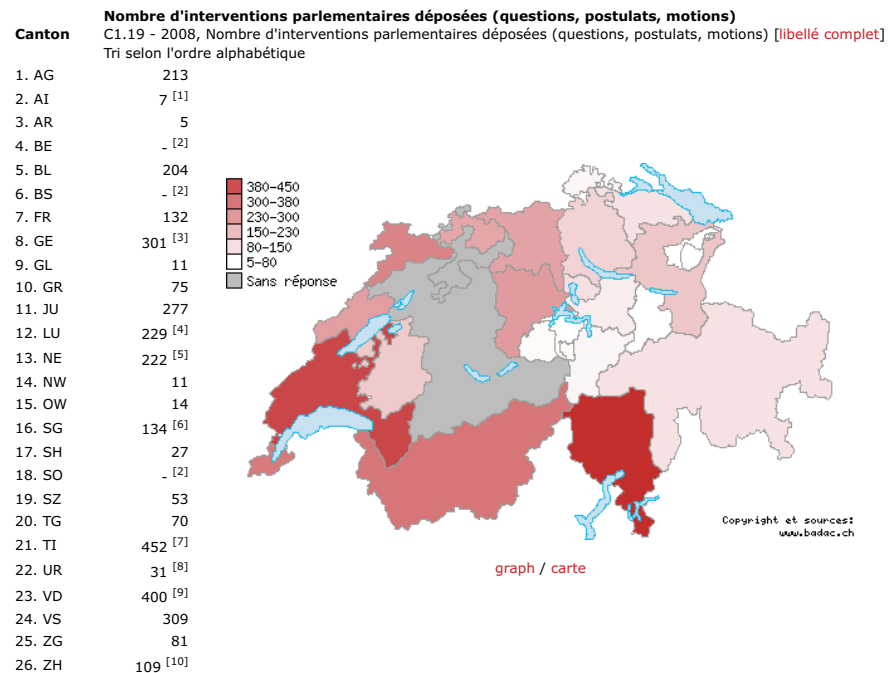 Nombre d'interventions parlementaires déposées (questions, postulats, motions)
Canton C1.19 - 2008, Nombre d'interventions parlementaires déposées (questions, postulats, motions) [libellé complet]
Tri selon l'ordre alphabétique
1. AG 213
2. AI 7 [1]
3. AR 5
4. BE - [2]
5. BL 204
6. BS - [2]
7. FR 132
8. GE 301 [3]
9. GL 11
10. GR 75
11. JU 277
12. LU 229 [4]
13. NE 222 [5]
14. NW 11
15. OW 14
16. SG 134 [6]
17. SH 27
18. SO - [2]
19. SZ 53
20. TG 70
21. TI 452 [7]
22. UR 31 [8]
23. VD 400 [9]
24. VS 309
25. ZG 81
26. ZH 109 [10]
380-450
300-380
230-300
150-230
80-150
5-80
Sans réponse
Copyright et sources:
www.badac.ch
graph / carte